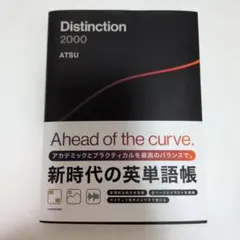 Distinction
2000
ATSU
Ahead of the curve.
アカデミックとプラクティカルを最高のバランスで。
新時代の英単語帳